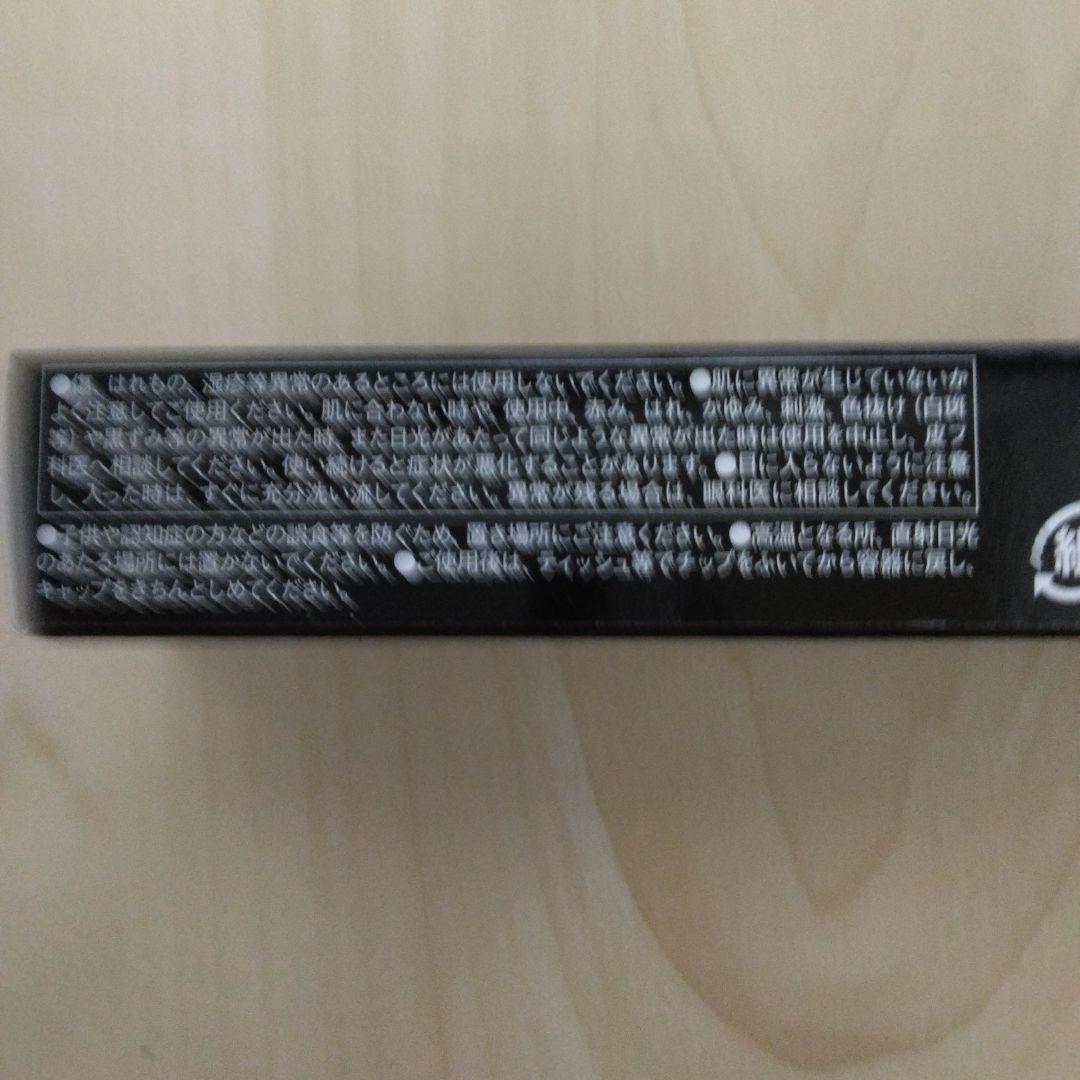 ●傷、はれもの、湿疹等異常のあるところには使用しないでください。●肌に異常が生じていないか
よく注意してご使用ください。肌に合わない時や、使用中、赤み、はれ、かゆみ、刺激、色抜け(白斑
等)や黒ずみ等の異常が出た時、また日光があたって同じような異常が出た時は使用を中止し、皮フ
科医へ相談してください。使い続けると症状が悪化することがあります。●目に入らないように注意
し、入った時は、すぐに充分洗い流してください。異常が残る場合は、眼科医に相談してください。
●子供や認知症の方などの誤食等を防ぐため、置き場所にご注意ください。●高温となる所、直射日光
のあたる場所には置かないでください。●ご使用後は、ティッシュ等でチップをふいてから容器に戻し、
キャップをきちんとしめてください。